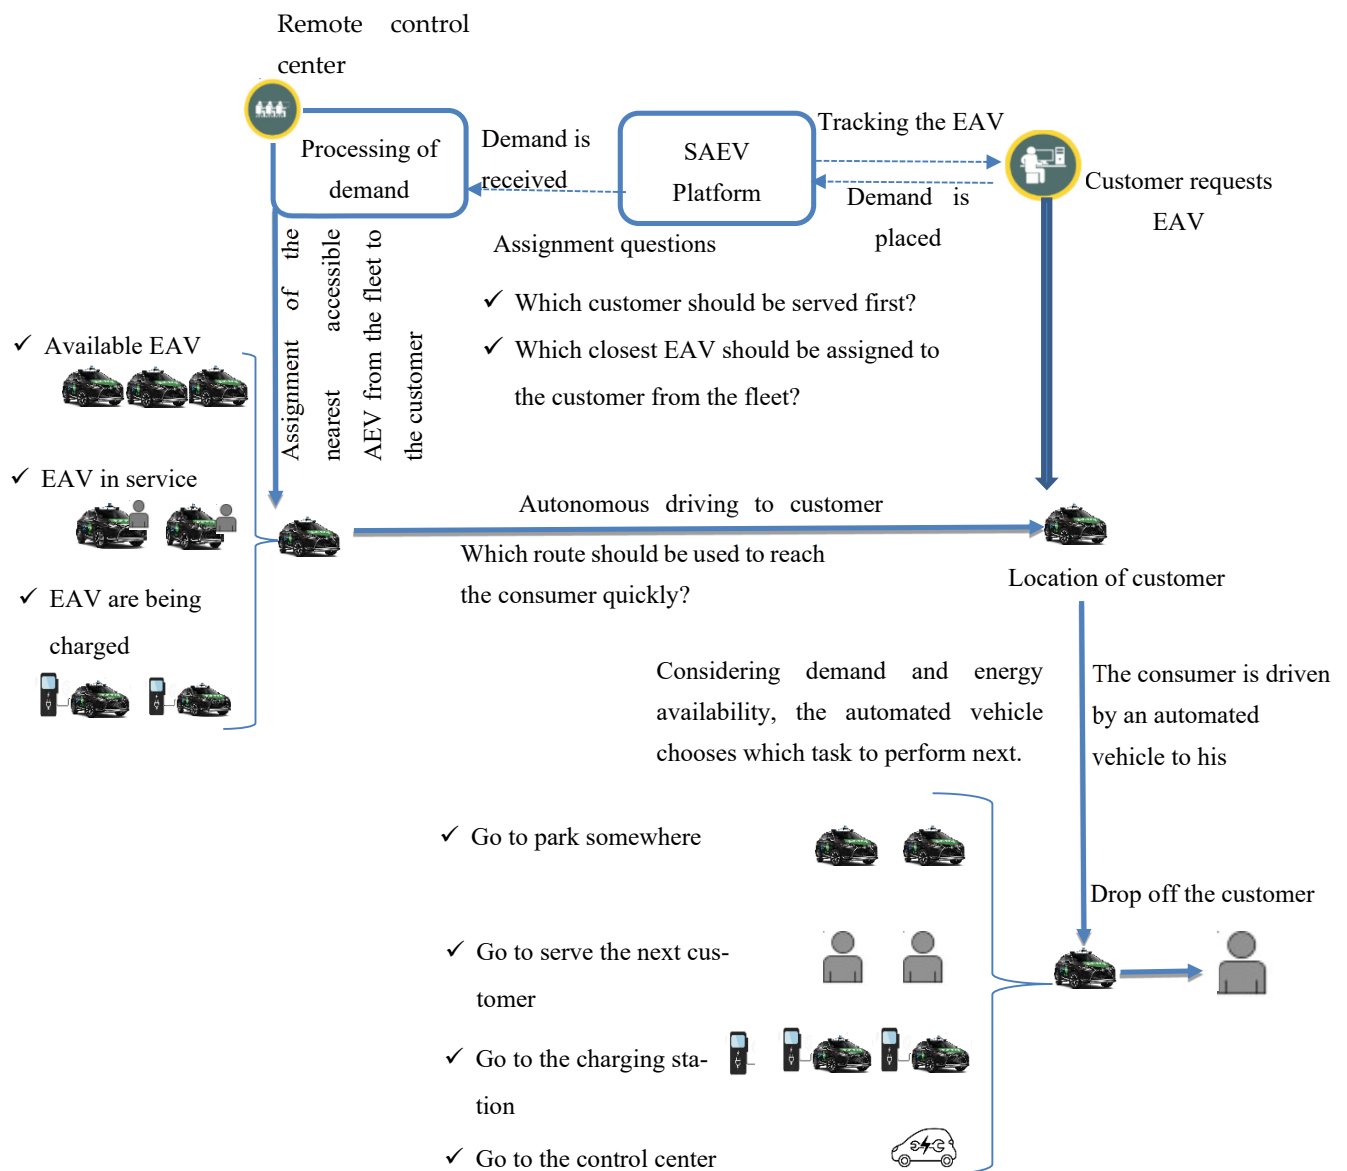 Remote control
center
Processing of
demand
Demand is
received
SAEV
Platform
Tracking the EAV
Demand is
placed
Customer requests
EAV
Assignment of the
nearest accessible
AEV from the fleet to
the customer
Assignment questions
✓ Which customer should be served first?
✓ Which closest EAV should be assigned to
the customer from the fleet?
✓ Available EAV
✓ EAV in service
✓ EAV are being
charged
Autonomous driving to customer
Which route should be used to reach
the consumer quickly?
Location of customer
Considering demand and energy
availability, the automated vehicle
chooses which task to perform next.
The consumer is driven
by an automated
vehicle to his
✓ Go to park somewhere
Drop off the customer
✓ Go to serve the next cus-
tomer
✓ Go to the charging sta-
tion
✓ Go to the control center